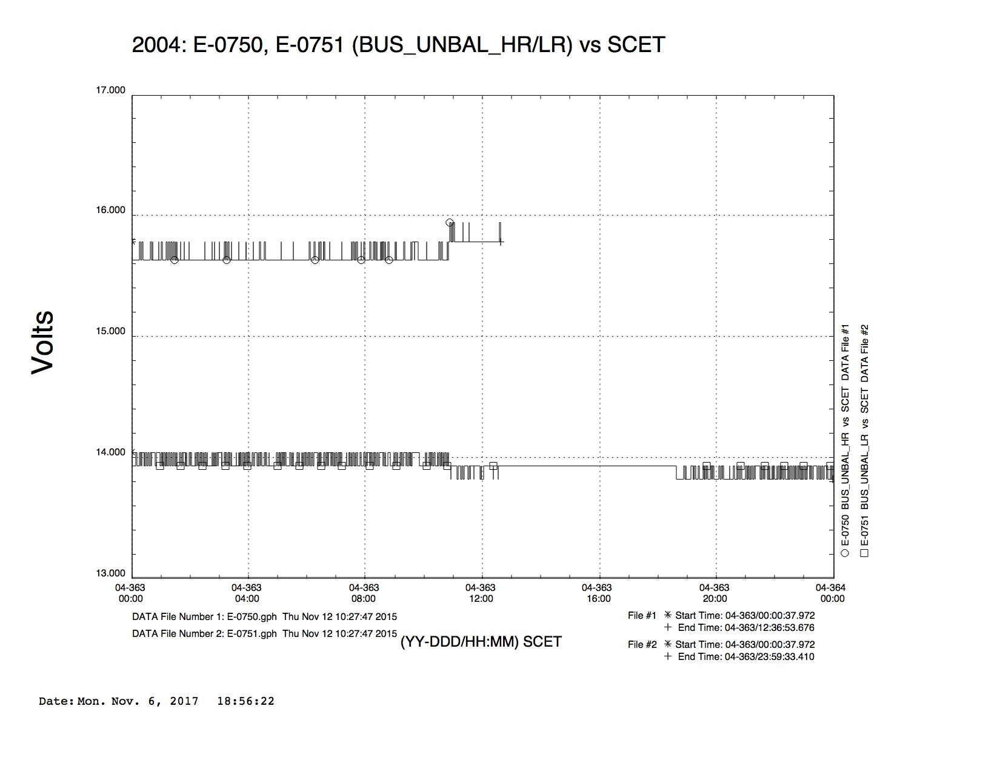 2004: E-0750, E-0751 (BUS_UNBAL_HR/LR) vs SCET
17.000
16.000
15.000
14.000
13.000
Volts
04-363 04-363 04-363 04-363 04-363 04-363 04-364
00:00 04:00 08:00 12:00 16:00 20:00 00:00
E-0750 BUS_UNBAL_HR vs SCET DATA File #1
E-0751 BUS_UNBAL_LR vs SCET DATA File #2
DATA File Number 1: E-0750.gph Thu Nov 12 10:27:47 2015
DATA File Number 2: E-0751.gph Thu Nov 12 10:27:47 2015
(YY-DDD/HH:MM) SCET
File #1 Start Time: 04-363/00:00:37.972
End Time: 04-363/12:36:53.676
File #2 Start Time: 04-363/00:00:37.972
End Time: 04-363/23:59:33.410
Date: Mon. Nov. 6, 2017 18:56:22